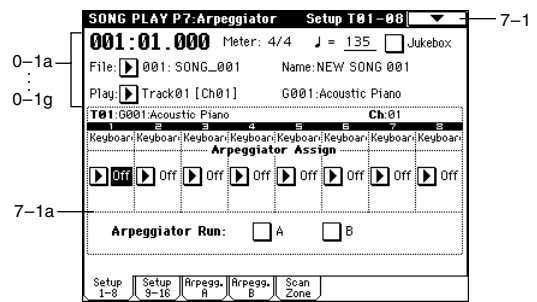 SONG PLAY P7:Arpeggiator Setup T01-08
7-1
001:01.000 Meter: 4/4 ♩ = 135 Jukebox
0-1a
:
0-1g
File: 001: SONG_001 Name:NEW SONG 001
Play: Track01 [Ch01] G001:Acoustic Piano
T01:G001:Acoustic Piano Ch:01
1 2 3 4 5 6 7 8
Keyboar Keyboar Keyboar Keyboar Keyboar Keyboar Keyboar Keyboar
Arpeggiator Assign
Off Off Off Off Off Off Off Off
7-1a
Arpeggiator Run: A B
Setup 1-8 Setup 9-16 Arpegg. A Arpegg. B Scan Zone